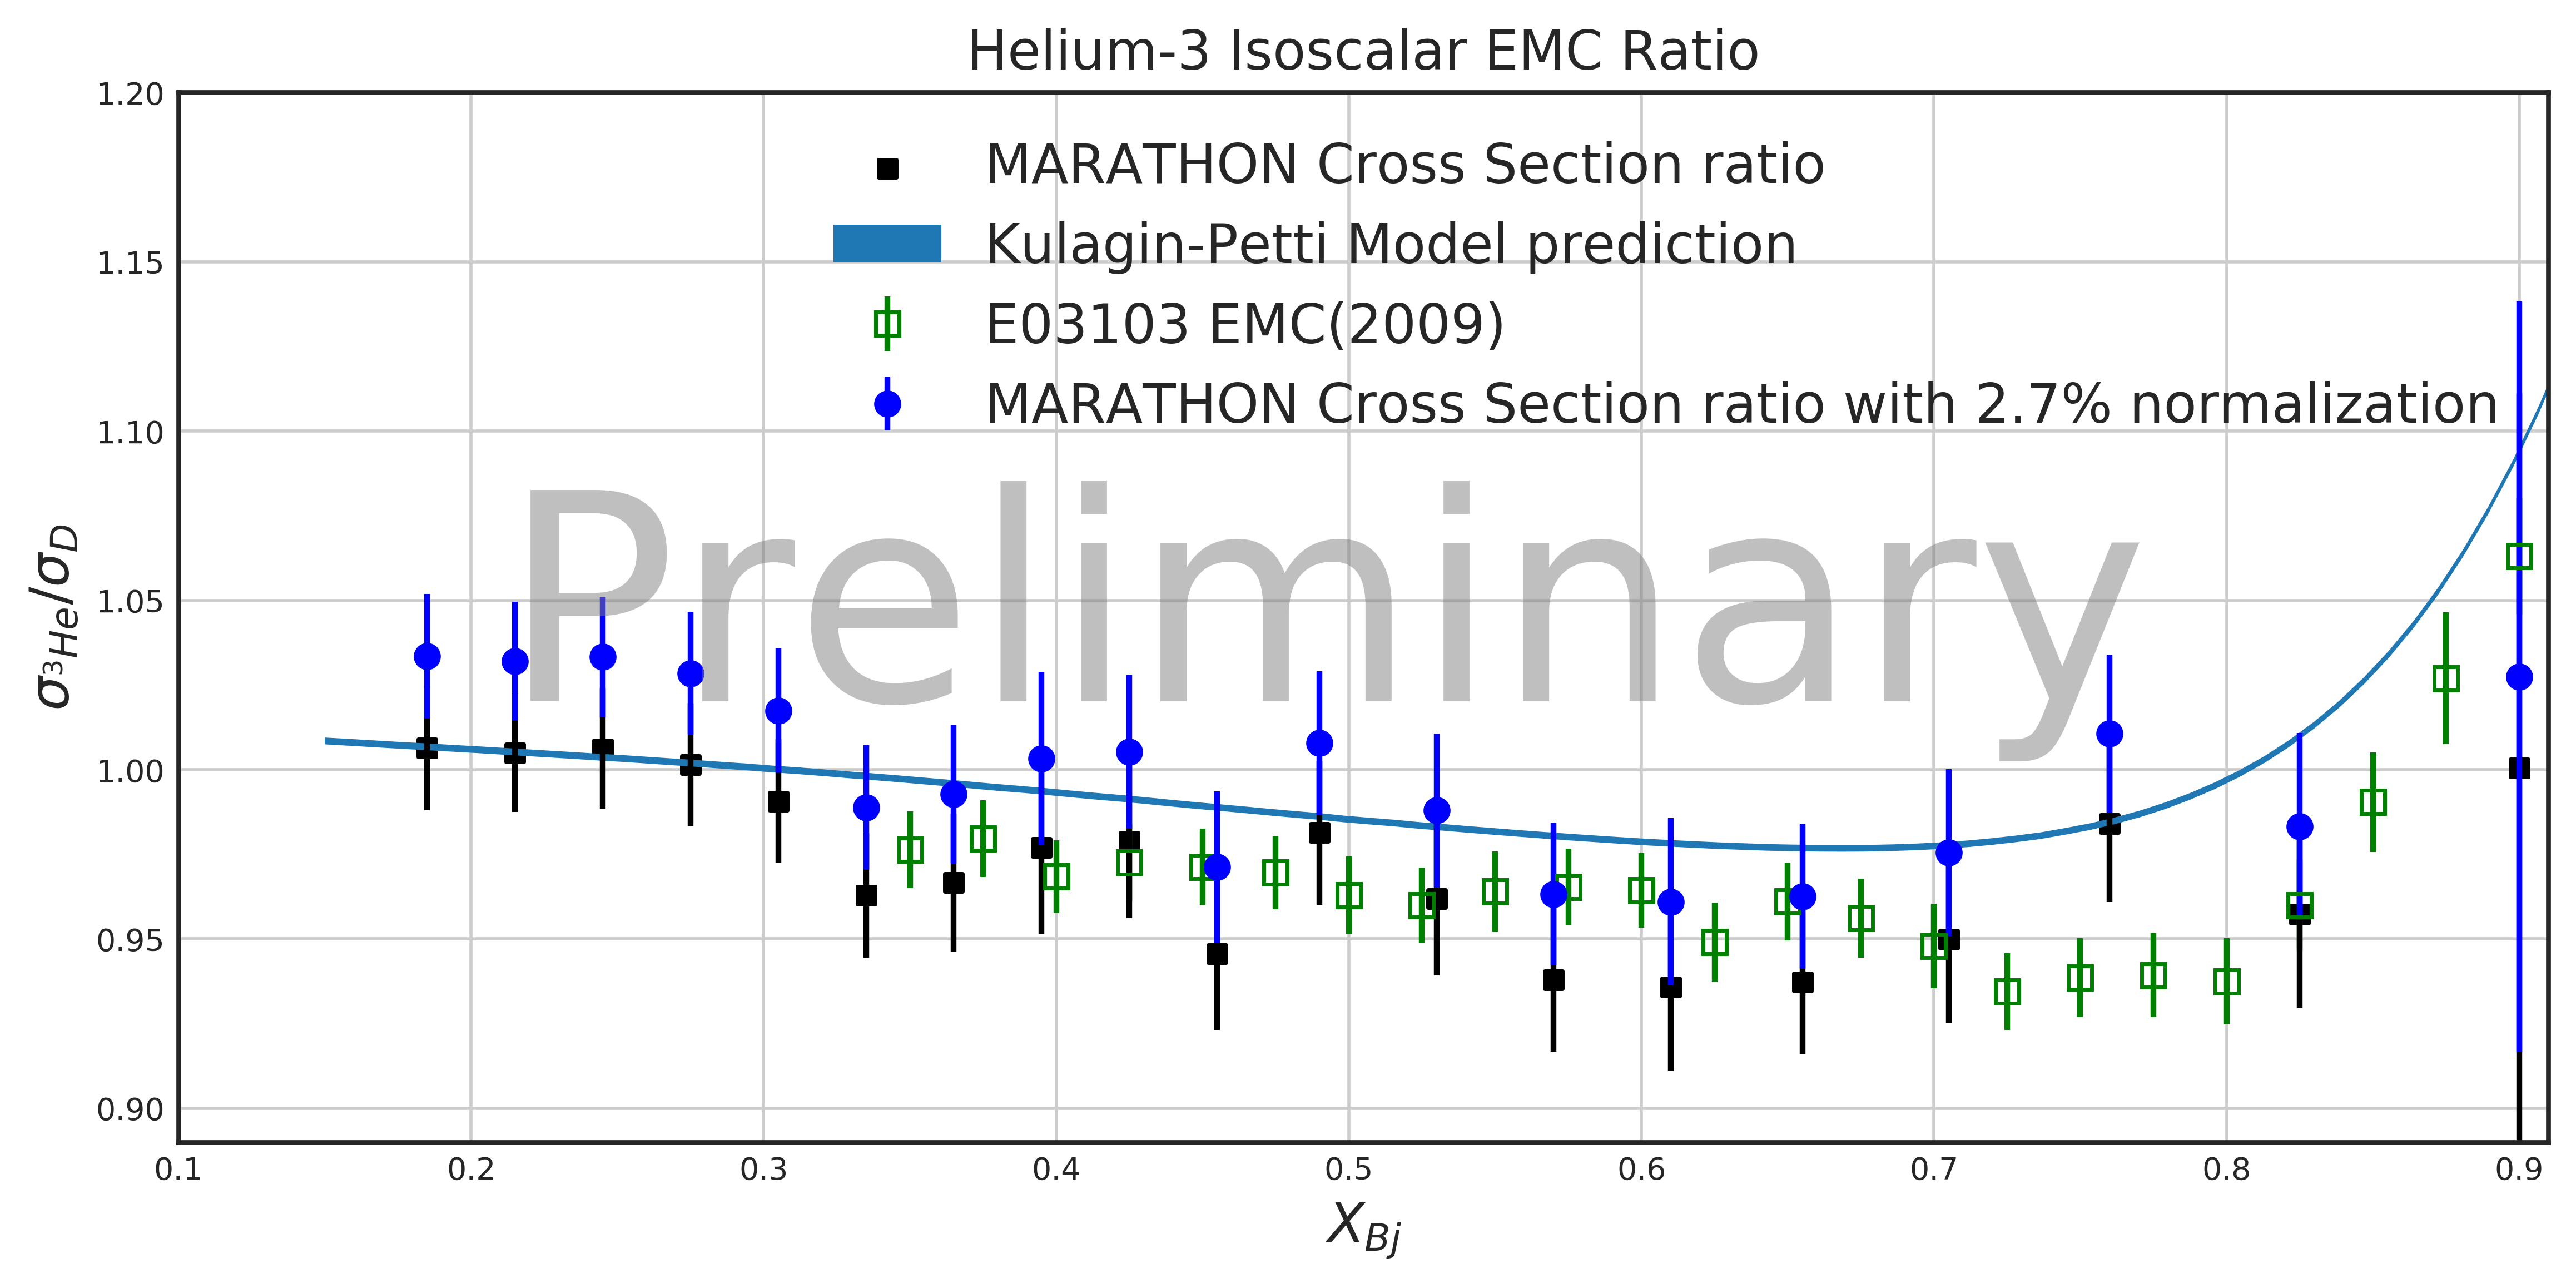 Helium-3 Isoscalar EMC Ratio
1.20
1.15
1.10
1.05
1.00
0.95
0.90
σ³He/σD
MARATHON Cross Section ratio
Kulagin-Petti Model prediction
E03103 EMC(2009)
MARATHON Cross Section ratio with 2.7% normalization
Preliminary
0.1 0.2 0.3 0.4 0.5 0.6 0.7 0.8 0.9
XBj